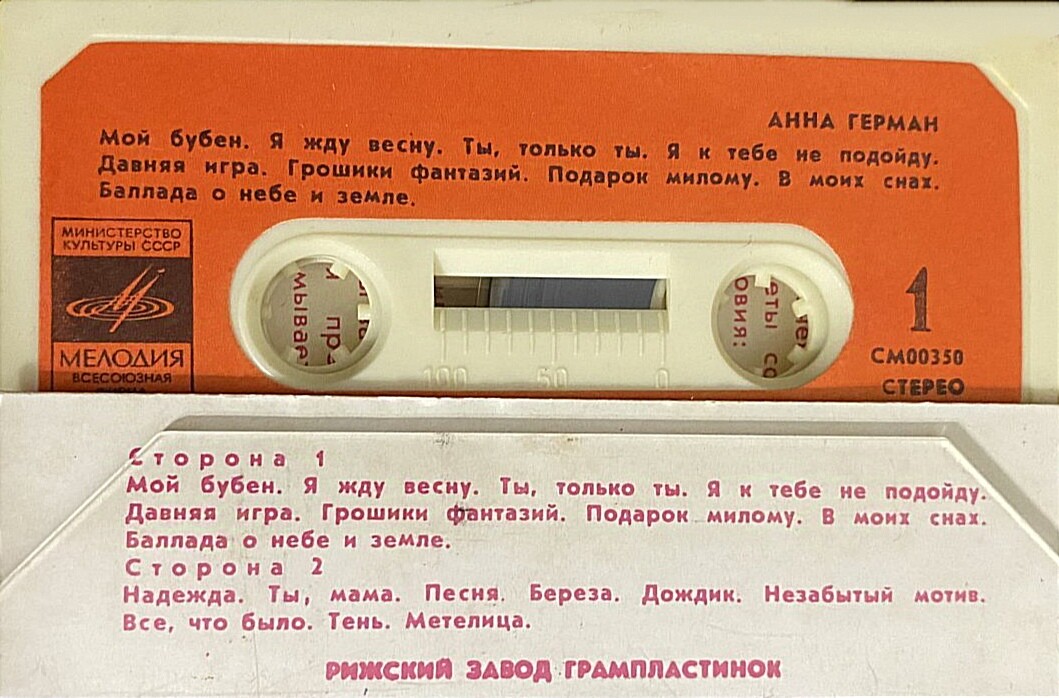 АННА ГЕРМАН
Мой бубен. Я жду весну. Ты, только ты. Я к тебе не подойду.
Давняя игра. Грошики фантазий. Подарок милому. В моих снах.
Баллада о небе и земле.
МИНИСТЕРСТВО
КУЛЬТУРЫ СССР
МЕЛОДИЯ
ВСЕСОЮЗНАЯ
1
СМ00350
СТЕРЕО
100 50 0
Сторона 1
Мой бубен. Я жду весну. Ты, только ты. Я к тебе не подойду.
Давняя игра. Грошики фантазий. Подарок милому. В моих снах.
Баллада о небе и земле.
Сторона 2
Надежда. Ты, мама. Песня. Береза. Дождик. Незабытый мотив.
Все, что было. Тень. Метелица.
РИЖСКИЙ ЗАВОД ГРАМПЛАСТИНОК